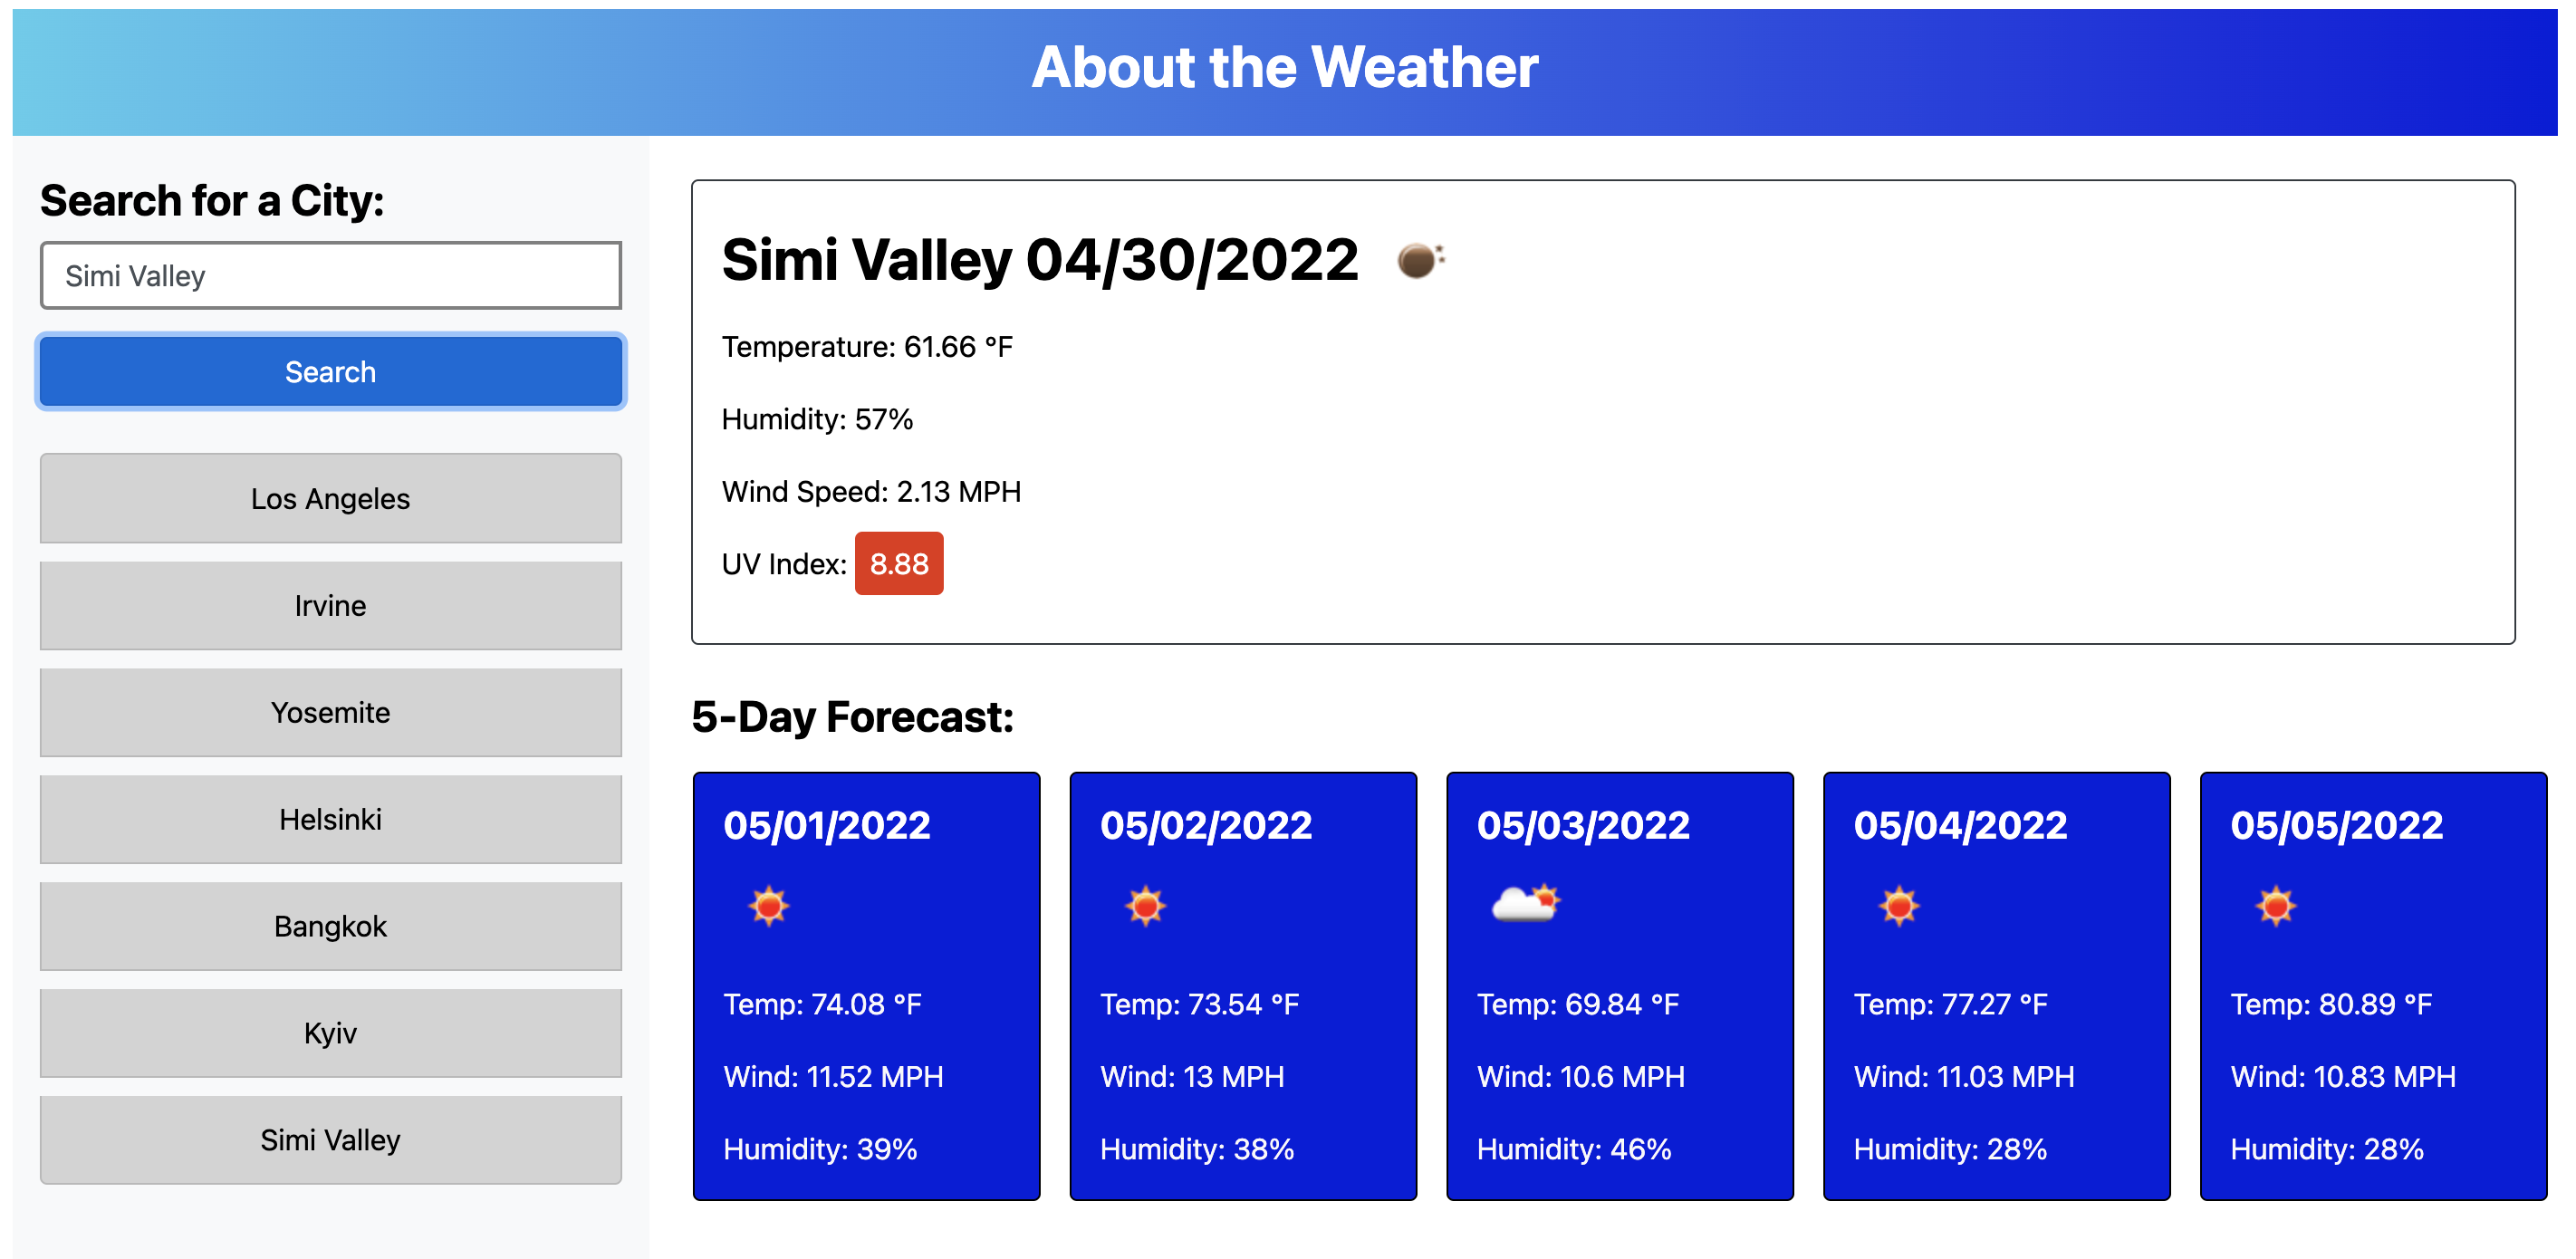 About the Weather
Search for a City:
Simi Valley
Search
Los Angeles
Irvine
Yosemite
Helsinki
Bangkok
Kyiv
Simi Valley
Simi Valley 04/30/2022
Temperature: 61.66 °F
Humidity: 57%
Wind Speed: 2.13 MPH
UV Index: 8.88
5-Day Forecast:
05/01/2022
Temp: 74.08 °F
Wind: 11.52 MPH
Humidity: 39%
05/02/2022
Temp: 73.54 °F
Wind: 13 MPH
Humidity: 38%
05/03/2022
Temp: 69.84 °F
Wind: 10.6 MPH
Humidity: 46%
05/04/2022
Temp: 77.27 °F
Wind: 11.03 MPH
Humidity: 28%
05/05/2022
Temp: 80.89 °F
Wind: 10.83 MPH
Humidity: 28%